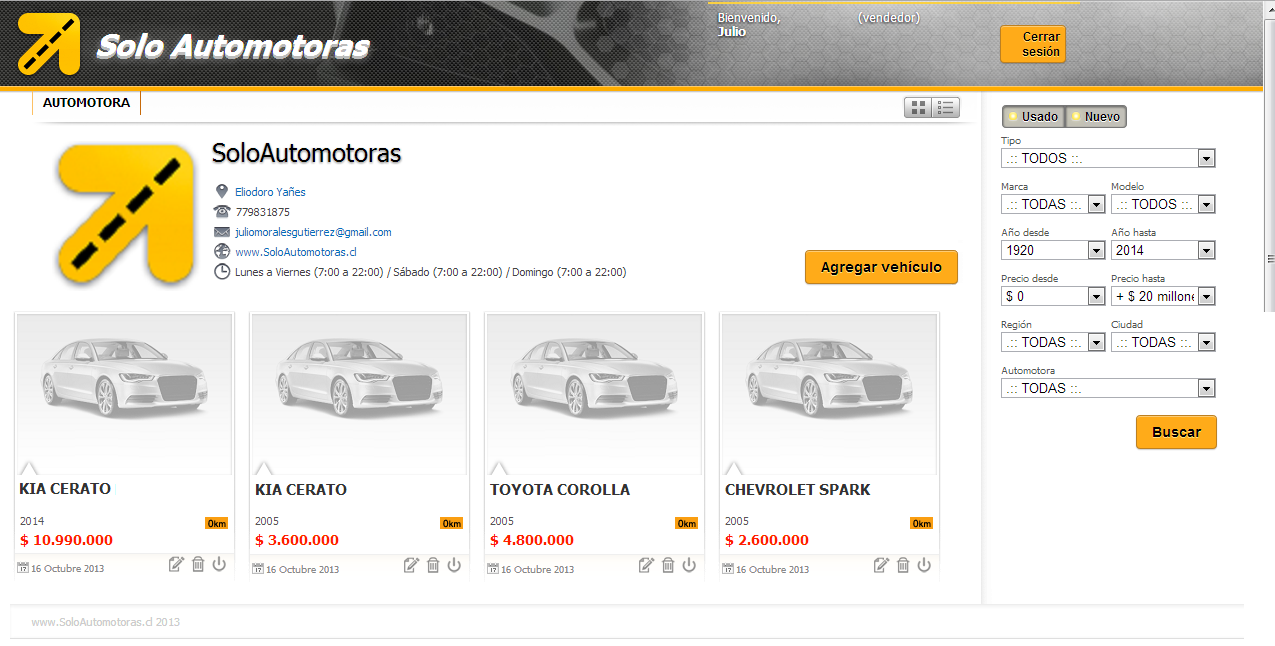 Solo Automotoras
Bienvenido, (vendedor)
Julio
Cerrar
sesión
AUTOMOTORA
SoloAutomotoras
Eliodoro Yañes
779831875
juliomoralesgutierrez@gmail.com
www.SoloAutomotoras.cl
Lunes a Viernes (7:00 a 22:00) / Sábado (7:00 a 22:00) / Domingo (7:00 a 22:00)
Agregar vehículo
KIA CERATO
2014 0km
$ 10.990.000
17 16 Octubre 2013
KIA CERATO
2005 0km
$ 3.600.000
17 16 Octubre 2013
TOYOTA COROLLA
2005 0km
$ 4.800.000
17 16 Octubre 2013
CHEVROLET SPARK
2005 0km
$ 2.600.000
17 16 Octubre 2013
Usado Nuevo
Tipo
.:: TODOS ::.
Marca Modelo
.:: TODAS ::. .:: TODOS ::.
Año desde Año hasta
1920 2014
Precio desde Precio hasta
$ 0 + $ 20 millone
Región Ciudad
.:: TODAS ::. .:: TODAS ::.
Automotora
.:: TODAS ::.
Buscar
www.SoloAutomotoras.cl 2013